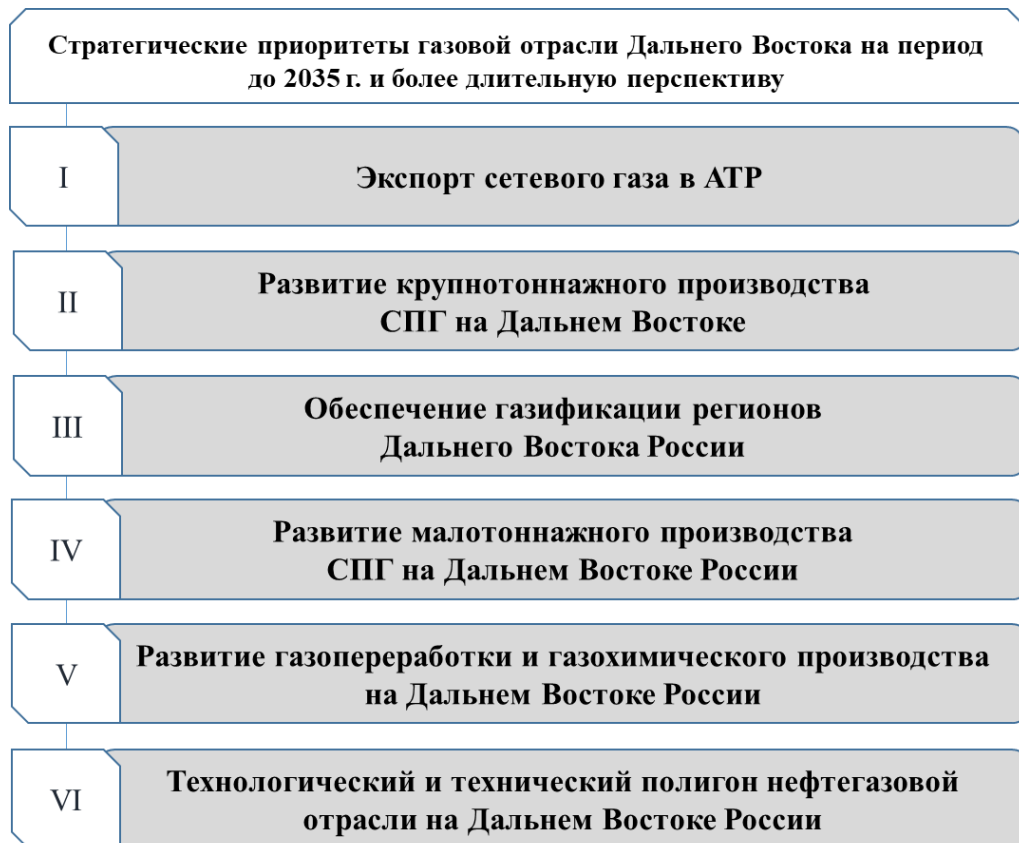 Стратегические приоритеты газовой отрасли Дальнего Востока на период
до 2035 г. и более длительную перспективу
I
Экспорт сетевого газа в АТР
II
Развитие крупнотоннажного производства
СПГ на Дальнем Востоке
III
Обеспечение газификации регионов
Дальнего Востока России
IV
Развитие малотоннажного производства
СПГ на Дальнем Востоке России
V
Развитие газопереработки и газохимического производства
на Дальнем Востоке России
VI
Технологический и технический полигон нефтегазовой
отрасли на Дальнем Востоке России